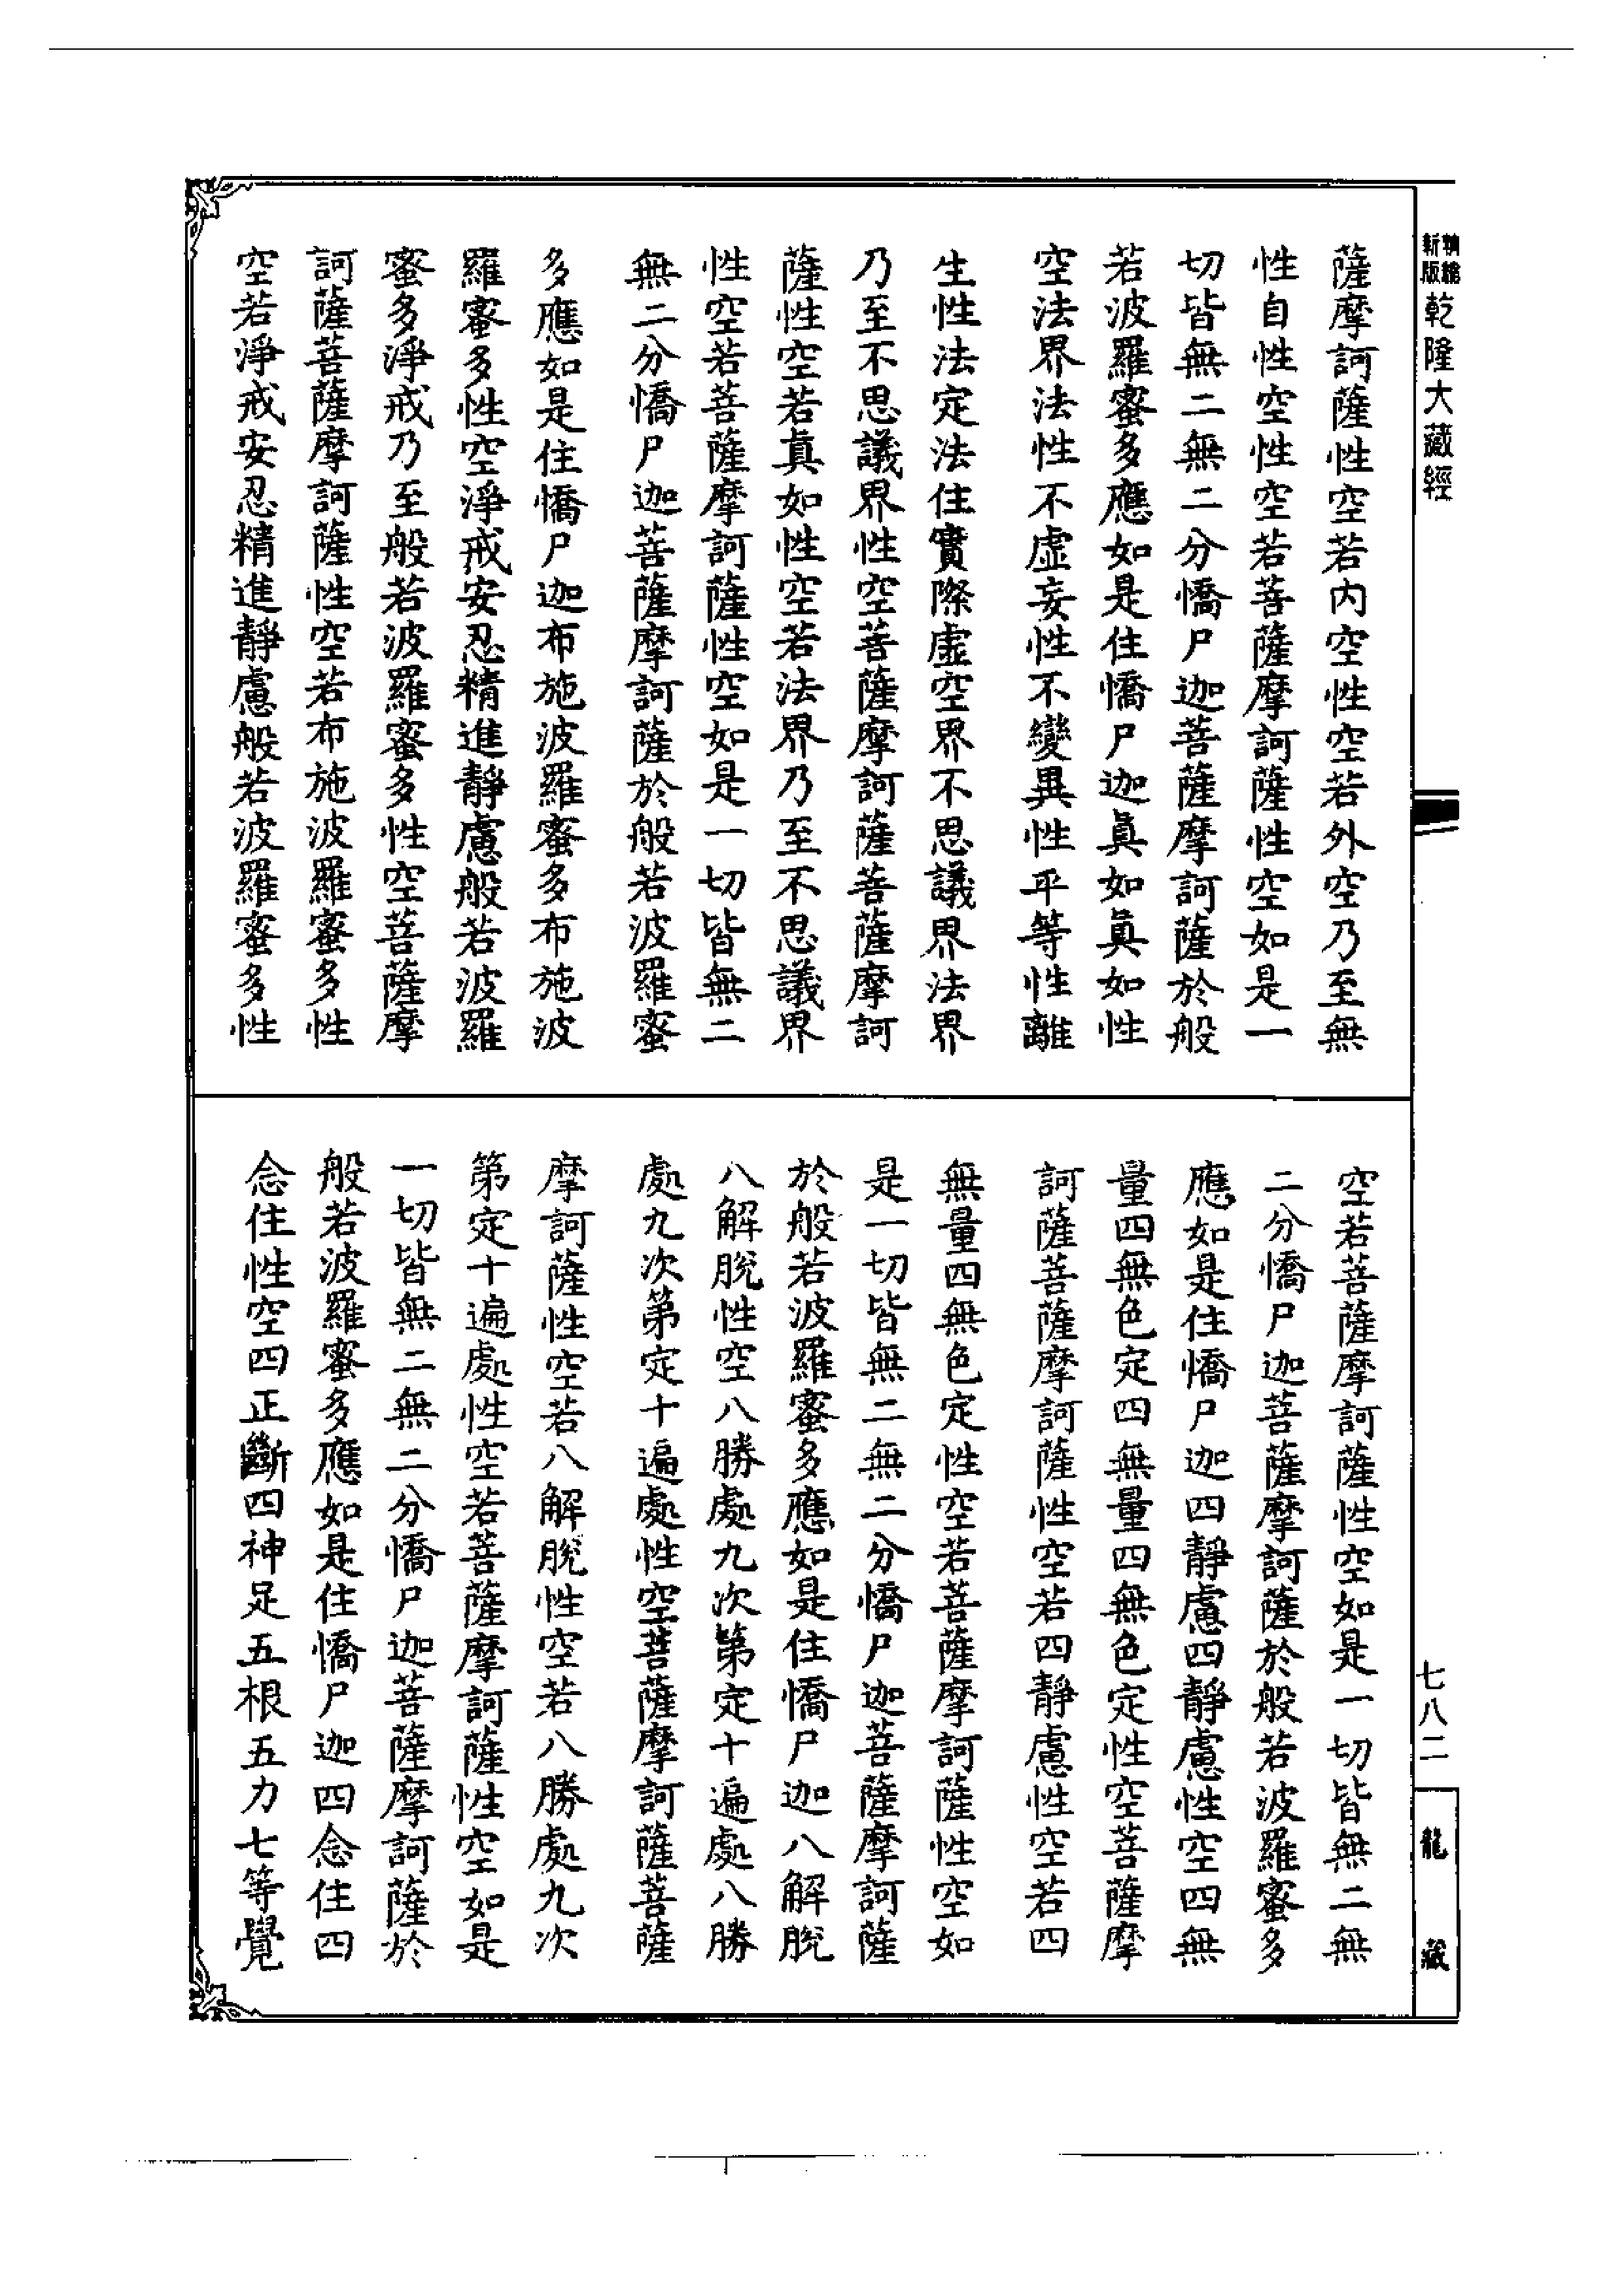 新版
乾隆大藏經
薩摩訶薩性空若內空性空若外空乃至無
性自性空性空若菩薩摩訶薩性空如是一
切皆無二無二分憍尸迦菩薩摩訶薩於般
若波羅蜜多應如是住憍尸迦真如真如性
空法界法性不虛妄性不變異性平等性離
生性法定法住實際虛空界不思議界法界
乃至不思議界性空菩薩摩訶薩菩薩摩訶
薩性空若真如性空若法界乃至不思議界
性空若菩薩摩訶薩性空如是一切皆無二
無二分憍尸迦菩薩摩訶薩於般若波羅蜜
多應如是住憍尸迦布施波羅蜜多布施波
羅蜜多性空淨戒安忍精進靜慮般若波羅
蜜多淨戒乃至般若波羅蜜多性空菩薩摩
訶薩菩薩摩訶薩性空若布施波羅蜜多性
空若淨戒安忍精進靜慮般若波羅蜜多性
空若菩薩摩訶薩性空如是一切皆無二無
二分憍尸迦菩薩摩訶薩於般若波羅蜜多
應如是住憍尸迦四靜慮四靜慮性空四無
量四無色定四無量四無色定性空菩薩摩
訶薩菩薩摩訶薩性空若四靜慮性空若四
無量四無色定性空若菩薩摩訶薩性空如
是一切皆無二無二分憍尸迦菩薩摩訶薩
於般若波羅蜜多應如是住憍尸迦八解脫
八解脫性空八勝處九次第定十遍處八勝
處九次第定十遍處性空菩薩摩訶薩菩薩
摩訶薩性空若八解脫性空若八勝處九次
第定十遍處性空若菩薩摩訶薩性空如是
一切皆無二無二分憍尸迦菩薩摩訶薩於
般若波羅蜜多應如是住憍尸迦四念住四
念住性空四正斷四神足五根五力七等覺
七八二
龍藏